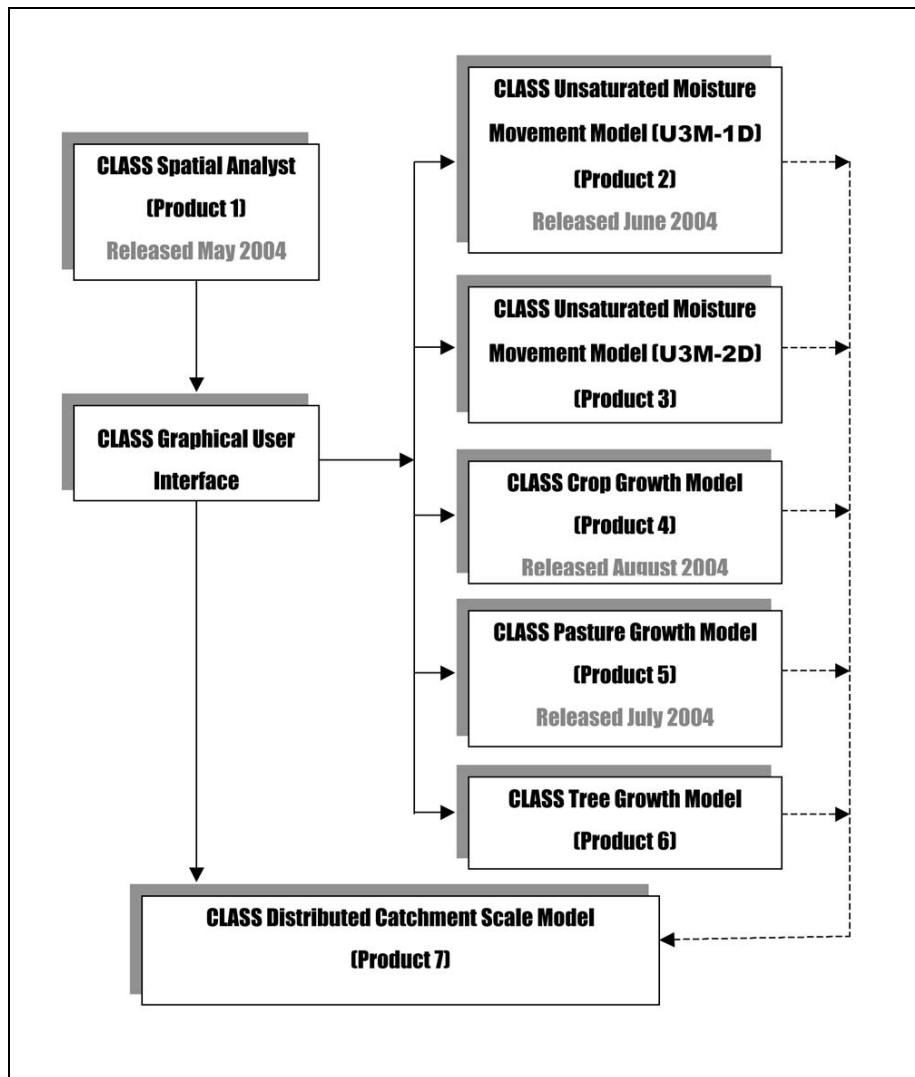 CLASS Spatial Analyst
(Product 1)
Released May 2004
CLASS Graphical User
Interface
CLASS Unsaturated Moisture
Movement Model (U3M-1D)
(Product 2)
Released June 2004
CLASS Unsaturated Moisture
Movement Model (U3M-2D)
(Product 3)
CLASS Crop Growth Model
(Product 4)
Released August 2004
CLASS Pasture Growth Model
(Product 5)
Released July 2004
CLASS Tree Growth Model
(Product 6)
CLASS Distributed Catchment Scale Model
(Product 7)